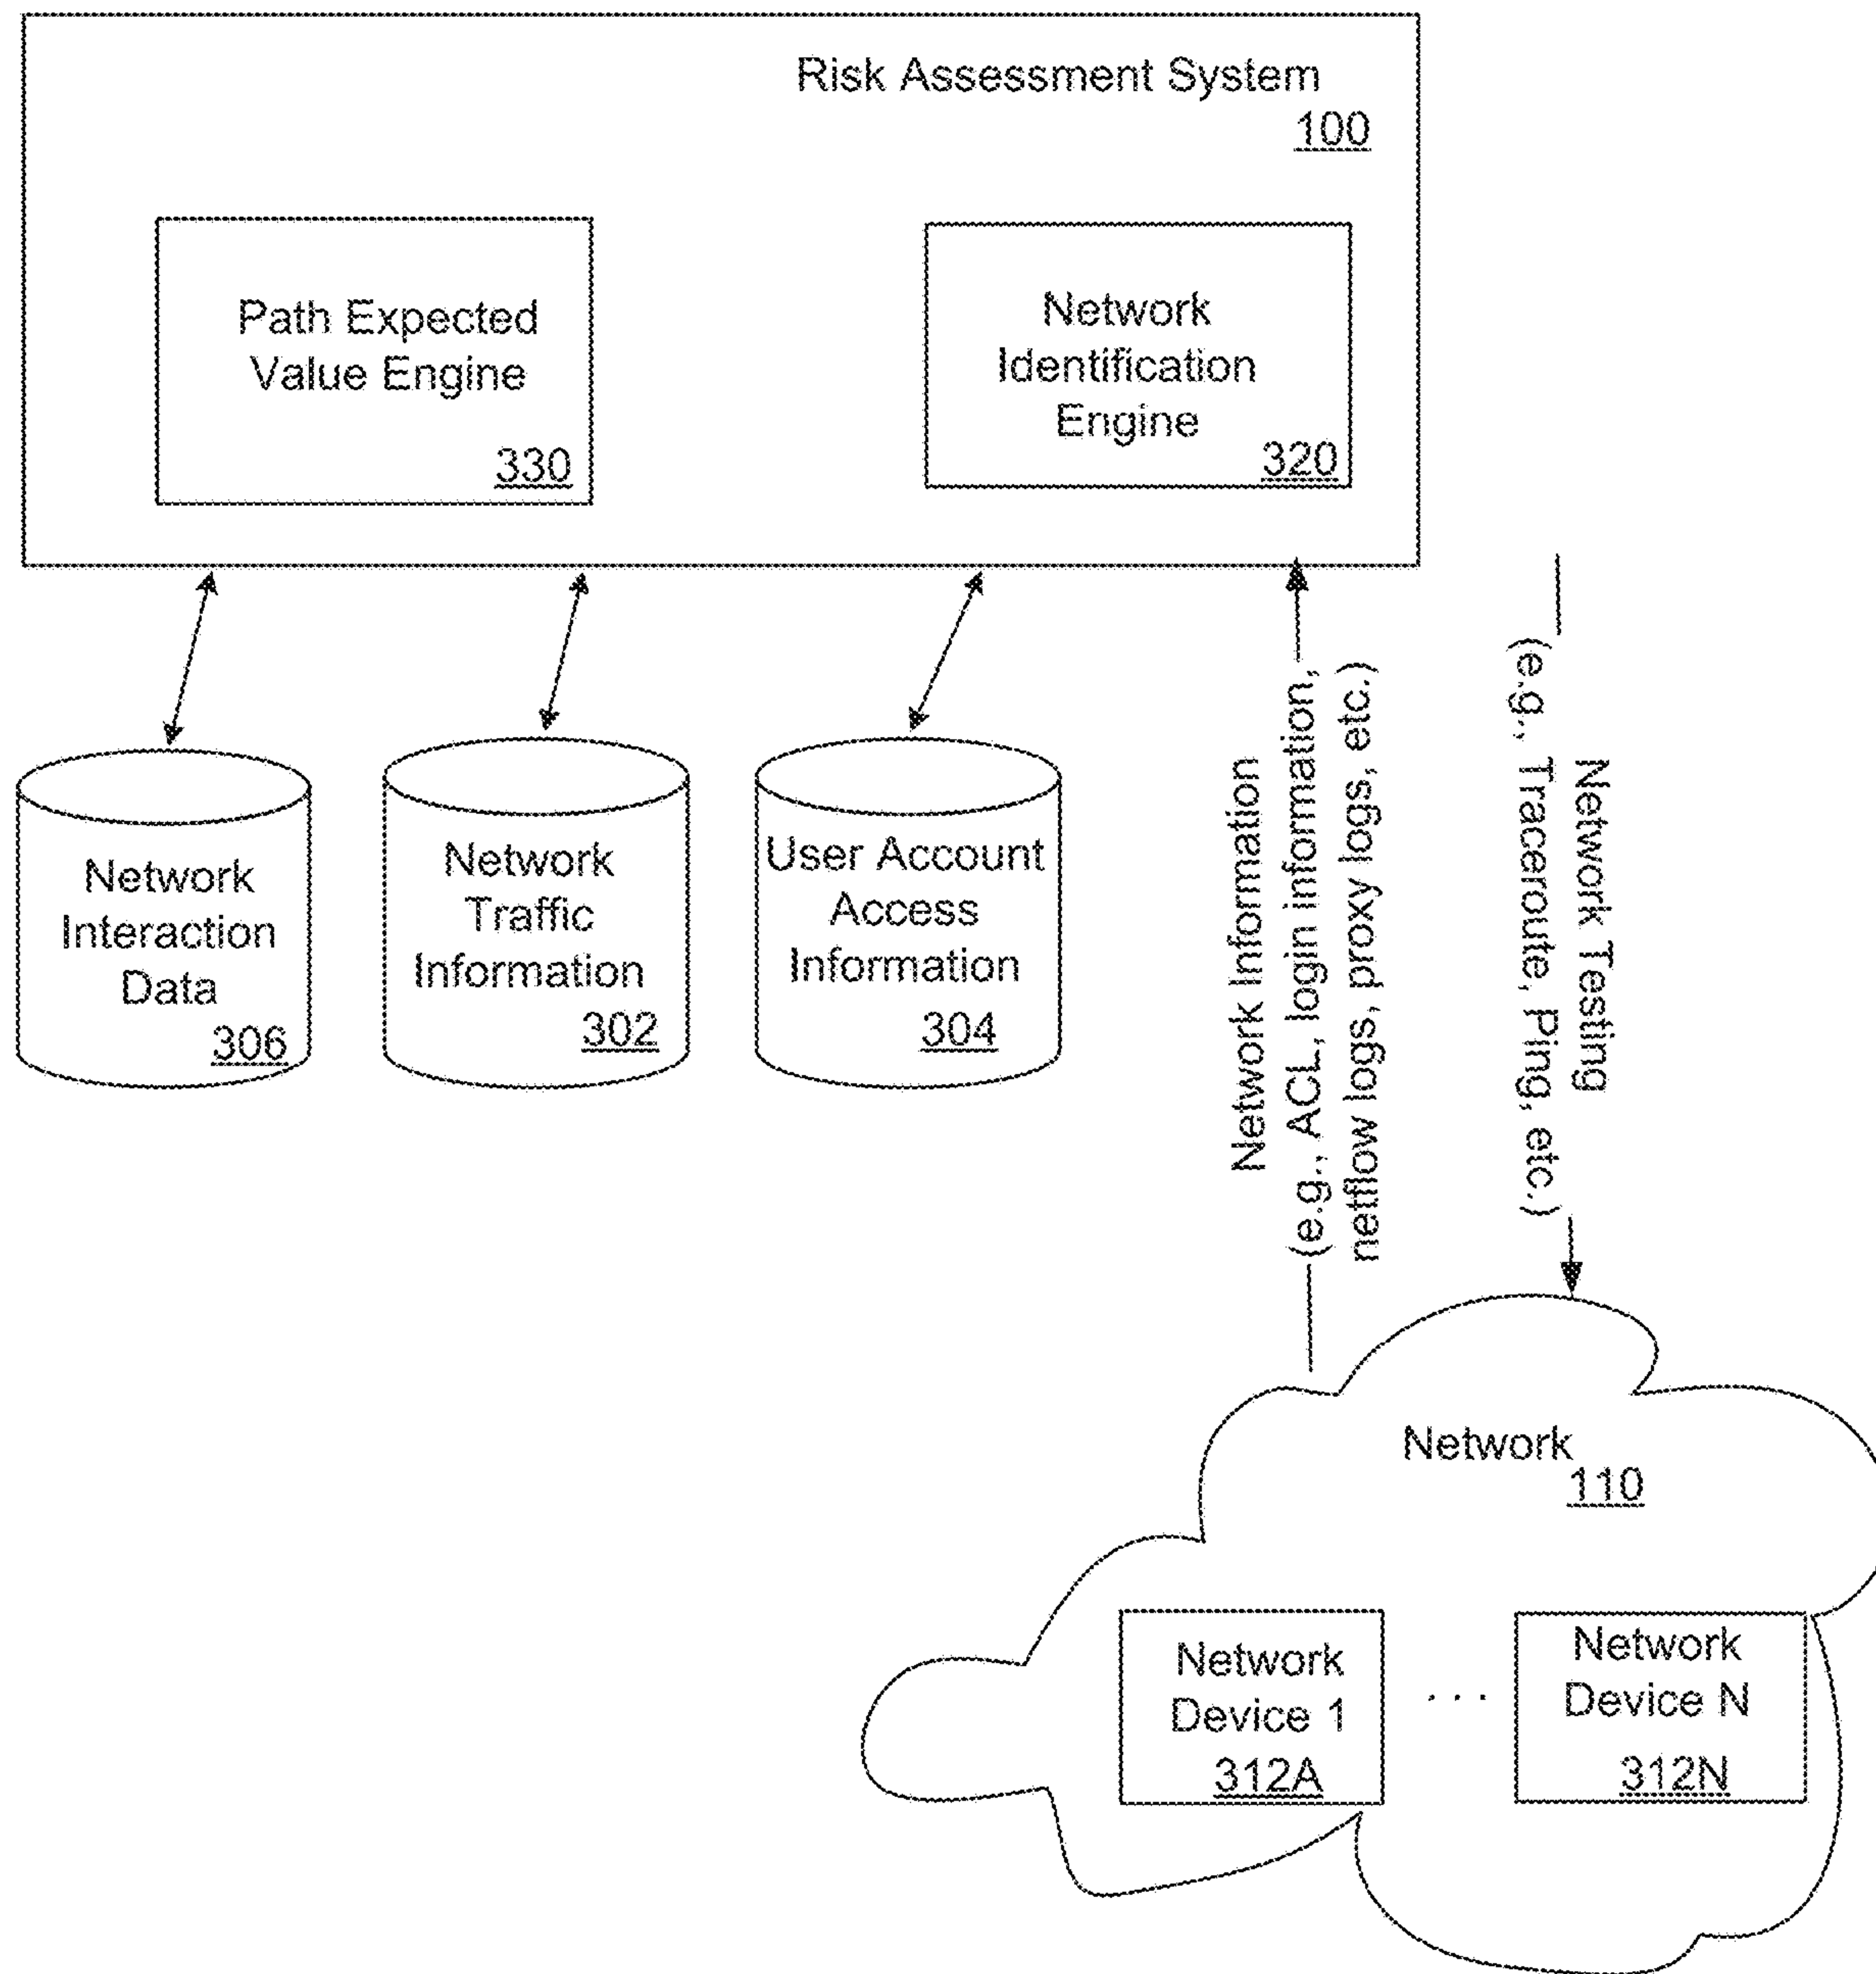 Risk Assessment System
100
Path Expected
Value Engine
330
Network
Identification
Engine
320
Network
Interaction
Data
306
Network
Traffic
Information
302
User Account
Access
Information
304
Network Information
(e.g., ACL, login information,
netflow logs, proxy logs, etc.)
Network Testing
(e.g., Traceroute, Ping, etc.)
Network
110
Network
Device 1
312A
. . .
Network
Device N
312N